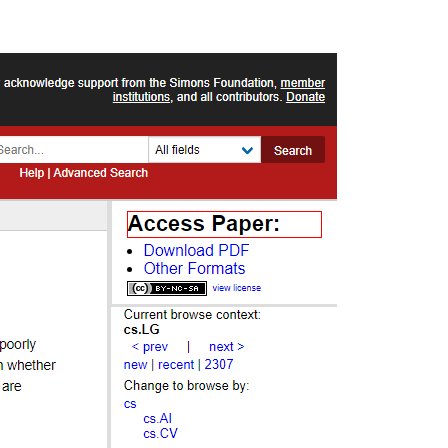 acknowledge support from the Simons Foundation, member
institutions, and all contributors. Donate
Search...
All fields
Search
Help | Advanced Search
Access Paper:
Download PDF
Other Formats
(cc) BY-NC-SA view license
Current browse context:
cs.LG
< prev | next >
new | recent | 2307
Change to browse by:
cs
cs.AI
cs.CV
poorly
whether
are